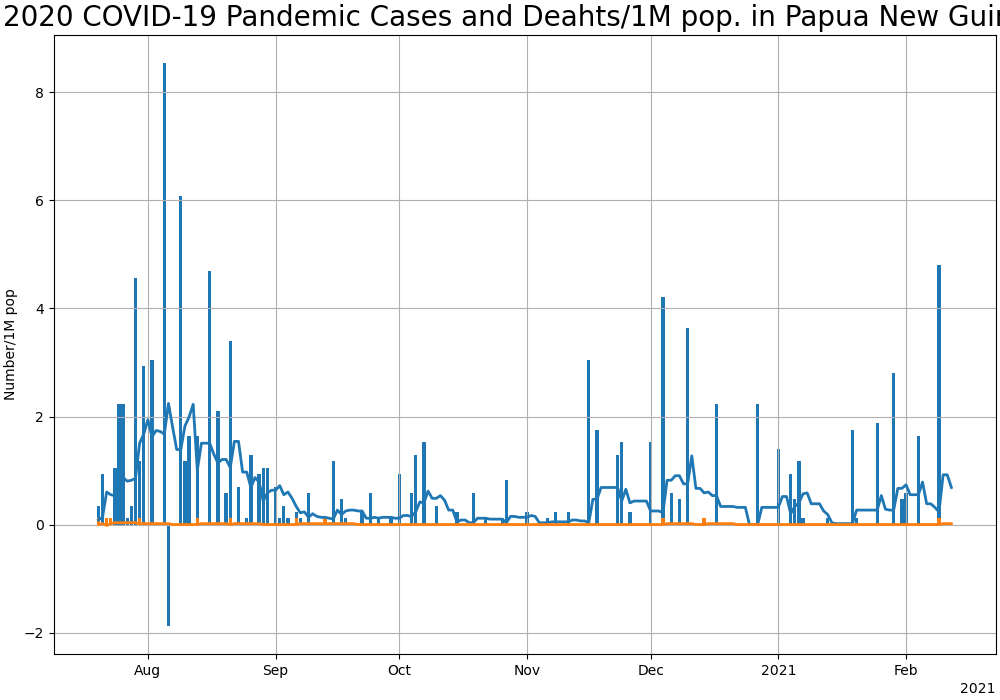 2020 COVID-19 Pandemic Cases and Deahts/1M pop. in Papua New Gui
Number/1M pop
8
6
4
2
0
−2
Aug Sep Oct Nov Dec 2021 Feb
2021